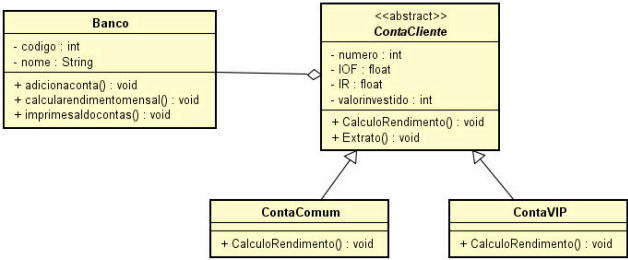 Banco
- codigo : int
- nome : String
+ adicionaconta() : void
+ calcularendimentomensal() : void
+ imprimesaldocontas() : void
<<abstract>>
ContaCliente
- numero : int
- IOF : float
- IR : float
- valorinvestido : int
+ CalculoRendimento() : void
+ Extrato() : void
ContaComum
+ CalculoRendimento() : void
ContaVIP
+ CalculoRendimento() : void